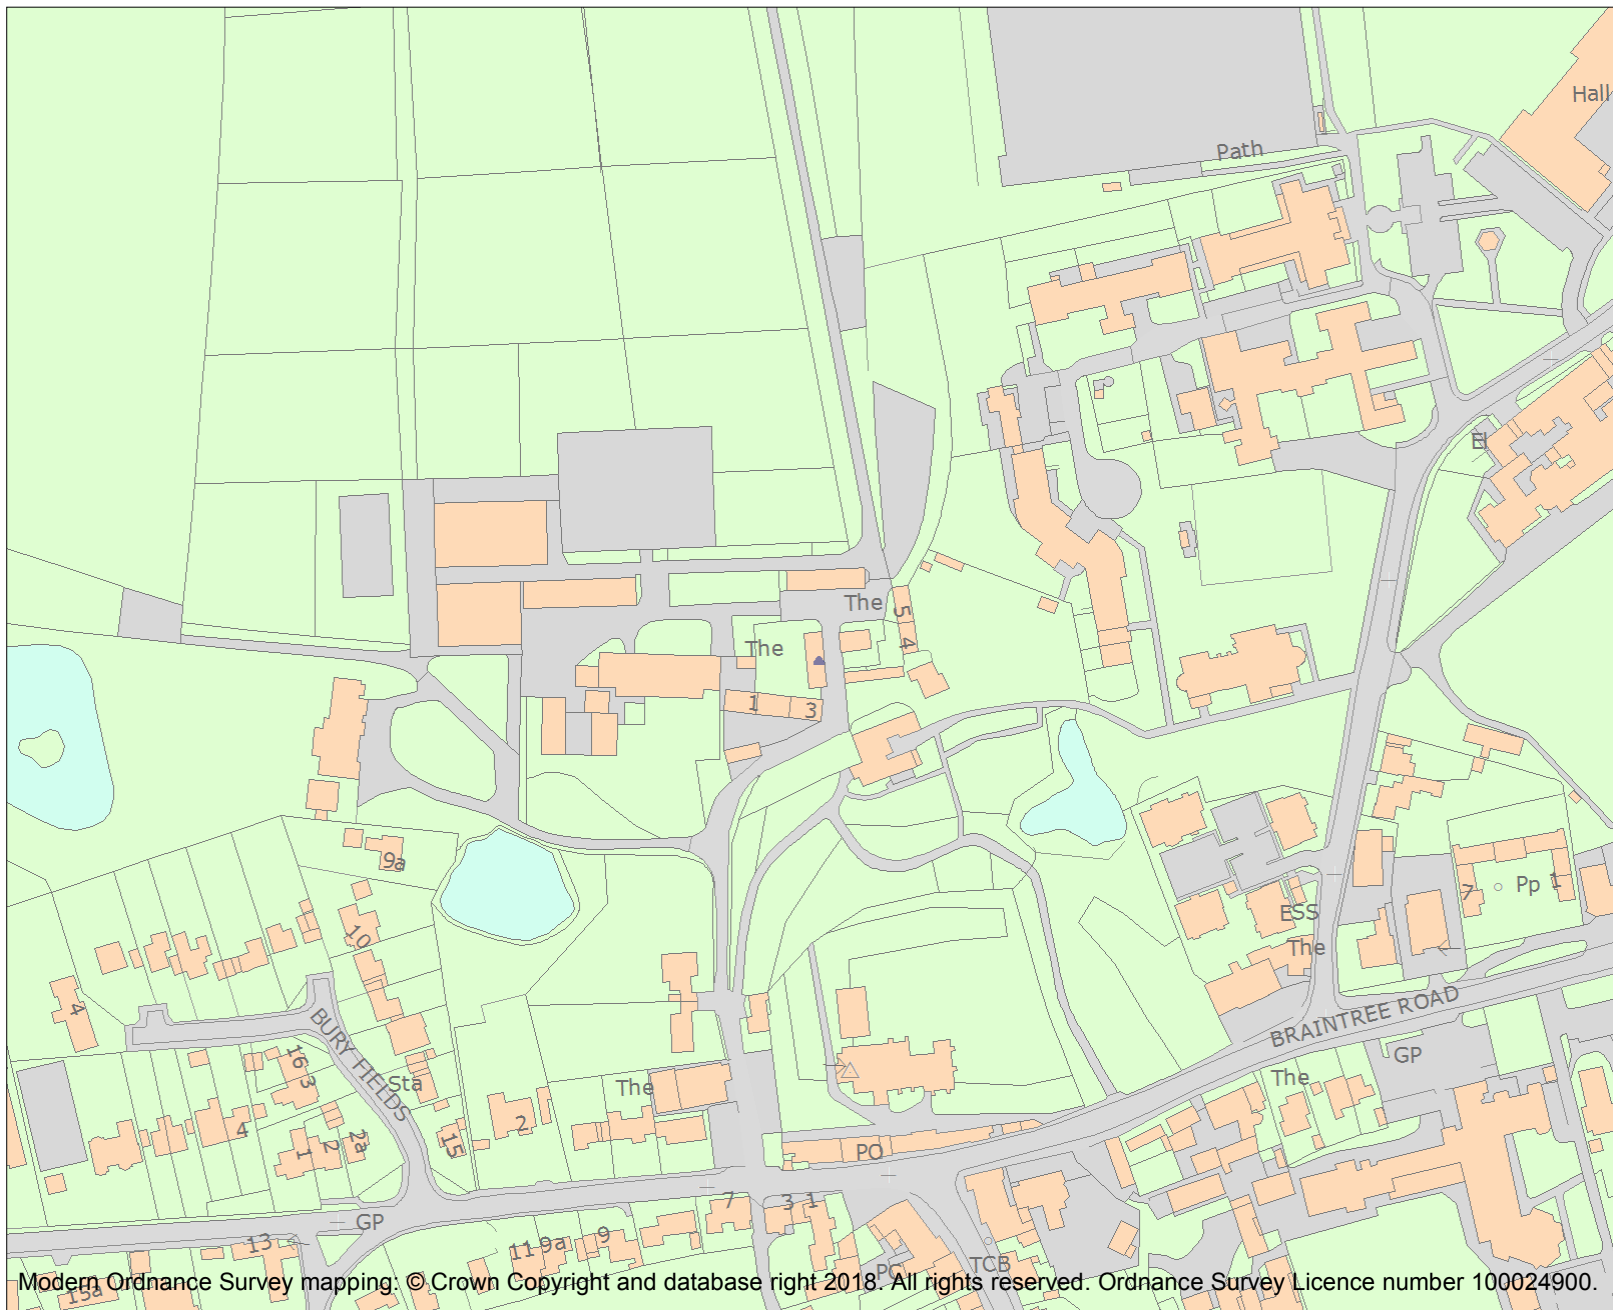 Hall
Path
El
The
5
4
The
1
3
9a
10
7
Pp
1
ESS
The
4
BURY FIELDS
BRAINTREE ROAD
16
3
Sta
The
GP
The
4
1
2
2a
15
2
PO
GP
7
3
1
13
11
9a
9
PC
TCB
15a
Modern Ordnance Survey mapping: © Crown Copyright and database right 2018. All rights reserved. Ordnance Survey Licence number 100024900.